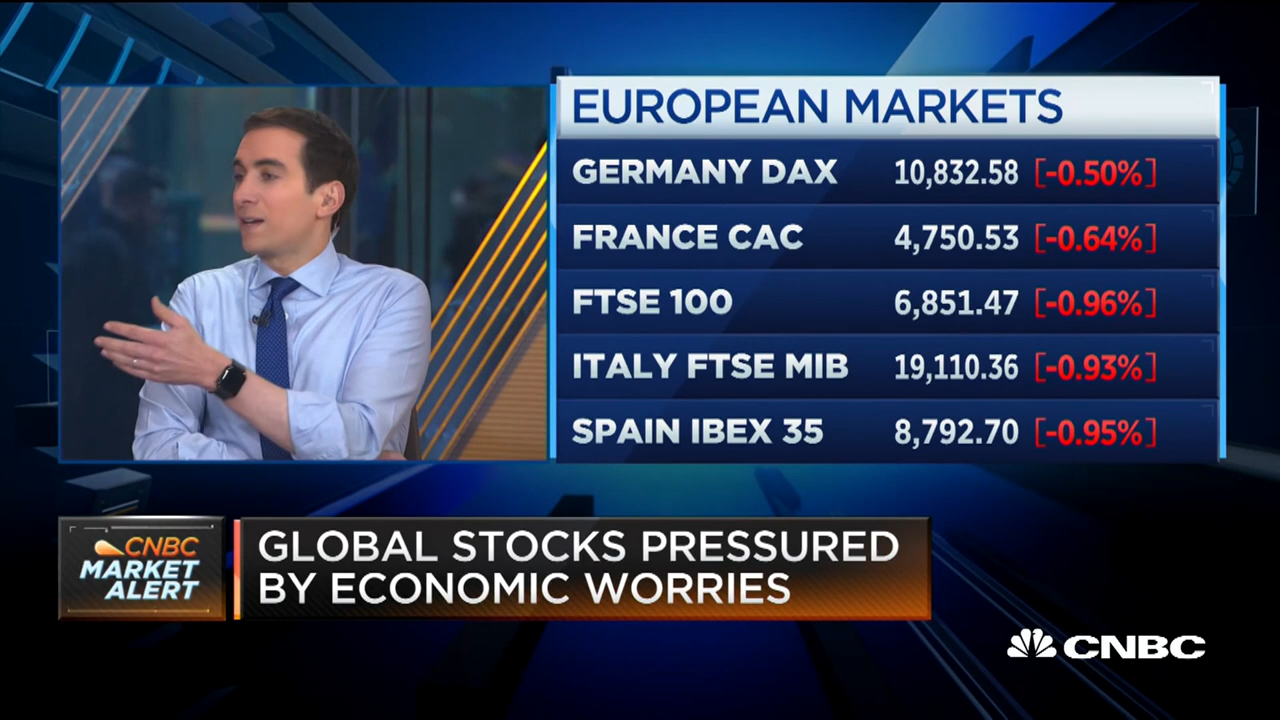 EUROPEAN MARKETS
GERMANY DAX 10,832.58 [-0.50%]
FRANCE CAC 4,750.53 [-0.64%]
FTSE 100 6,851.47 [-0.96%]
ITALY FTSE MIB 19,110.36 [-0.93%]
SPAIN IBEX 35 8,792.70 [-0.95%]
CNBC
MARKET
ALERT
GLOBAL STOCKS PRESSURED
BY ECONOMIC WORRIES
CNBC